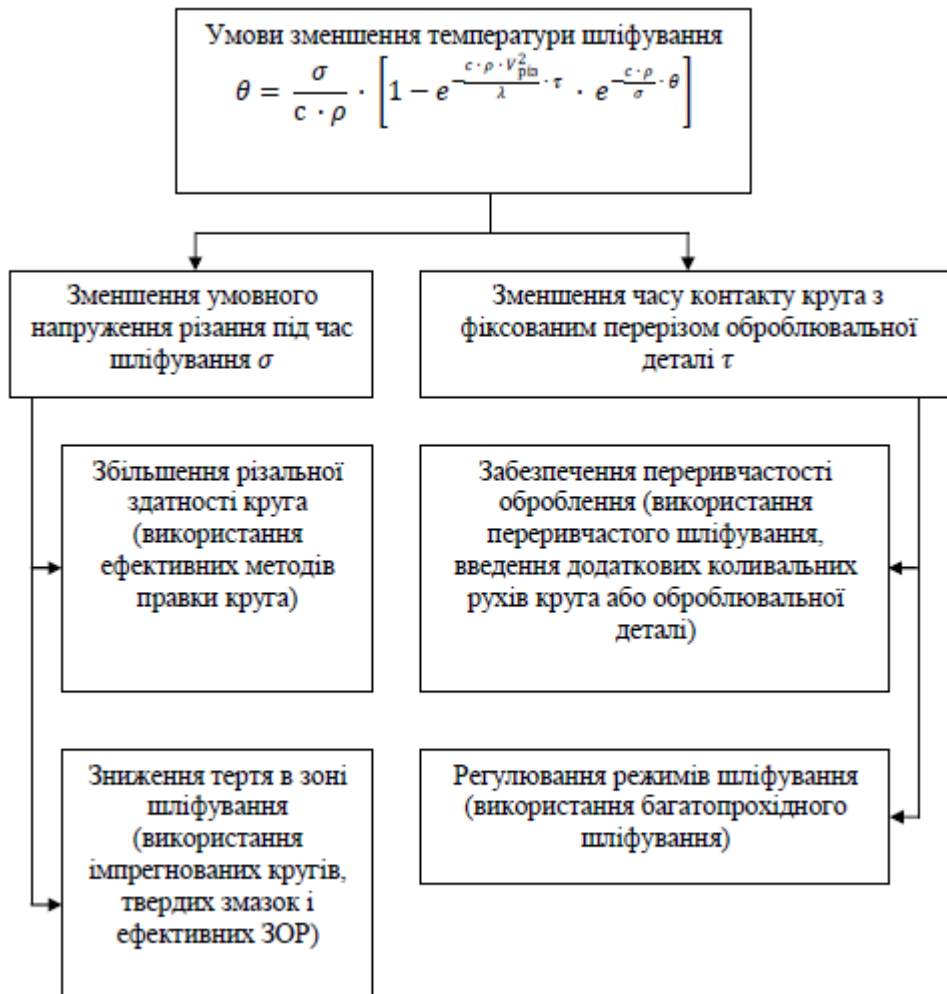 Умови зменшення температури шліфування
θ = σ / (c · ρ) · [1 − e^(−(c · ρ · V²різ / λ) · τ) · e^(−(c · ρ / σ) · θ)]
Зменшення умовного
напруження різання під час
шліфування σ
Зменшення часу контакту круга з
фіксованим перерізом оброблювальної
деталі τ
Збільшення різальної
здатності круга
(використання
ефективних методів
правки круга)
Забезпечення переривчастості
оброблення (використання
переривчастого шліфування,
введення додаткових коливальних
рухів круга або оброблювальної
деталі)
Зниження тертя в зоні
шліфування
(використання
імпрегнованих кругів,
твердих змазок і
ефективних ЗОР)
Регулювання режимів шліфування
(використання багатопрохідного
шліфування)